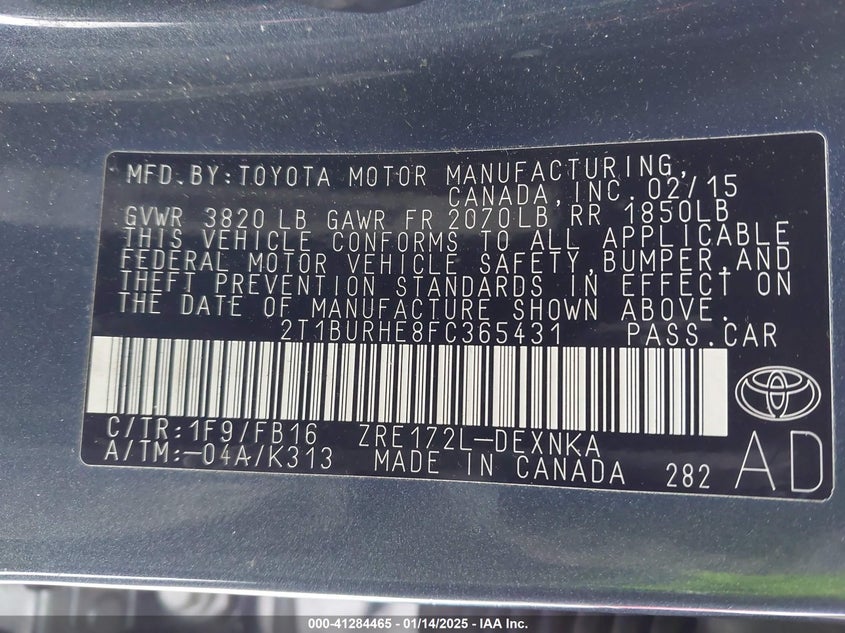 MFD.BY:TOYOTA MOTOR MANUFACTURING,
CANADA,INC. 02/15
GVWR 3820 LB GAWR FR 2070LB RR 1850LB
THIS VEHICLE CONFORMS TO ALL APPLICABLE
FEDERAL MOTOR VEHICLE SAFETY,BUMPER,AND
THEFT PREVENTION STANDARDS IN EFFECT ON
THE DATE OF MANUFACTURE SHOWN ABOVE.
2T1BURHE8FC365431 PASS.CAR
C/TR:1F9/FB16 ZRE172L-DEXNKA
A/TM:-04A/K313 MADE IN CANADA 282 AD
000-41284465 - 01/14/2025 - IAA Inc.